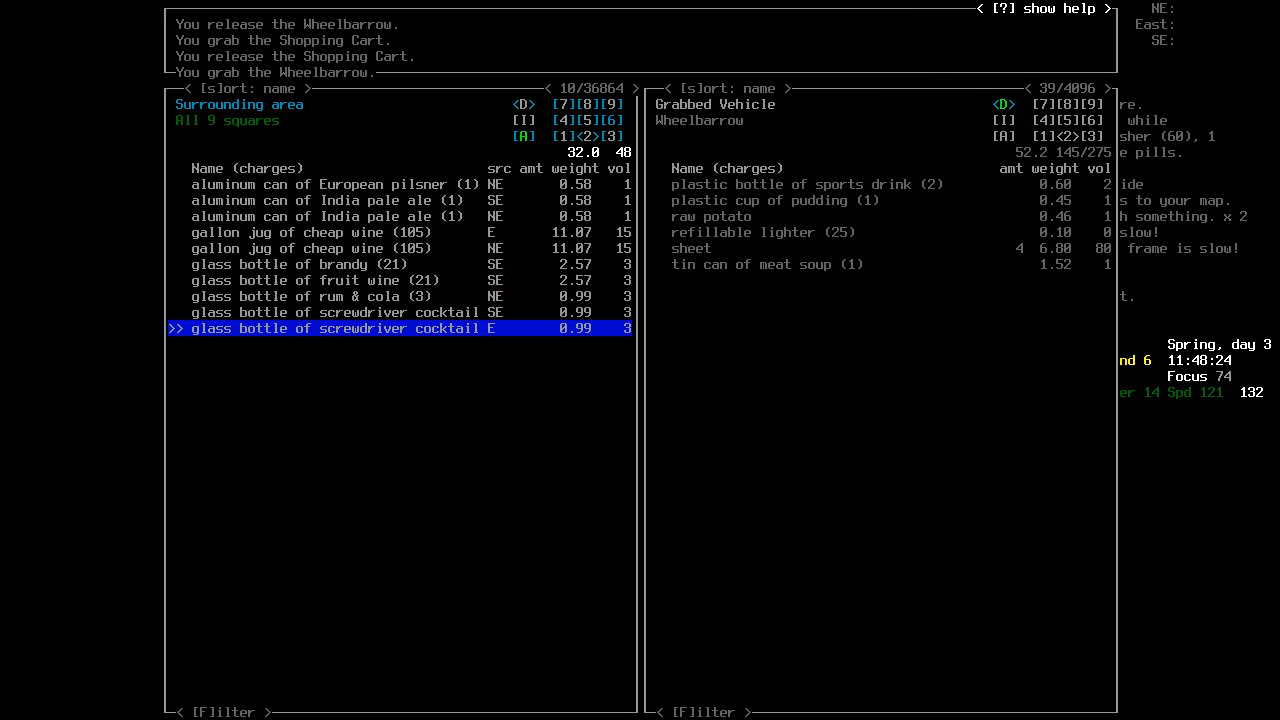 < [?] show help >
You release the Wheelbarrow.
You grab the Shopping Cart.
You release the Shopping Cart.
You grab the Wheelbarrow.
NE:
East:
SE:
< [s]ort: name > < 10/36864 >
Surrounding area <D> [7][8][9]
All 9 squares [I] [4][5][6]
[A] [1]<2>[3]
32.0 48
Name (charges) src amt weight vol
aluminum can of European pilsner (1) NE 0.58 1
aluminum can of India pale ale (1) SE 0.58 1
aluminum can of India pale ale (1) NE 0.58 1
gallon jug of cheap wine (105) E 11.07 15
gallon jug of cheap wine (105) NE 11.07 15
glass bottle of brandy (21) SE 2.57 3
glass bottle of fruit wine (21) SE 2.57 3
glass bottle of rum & cola (3) NE 0.99 3
glass bottle of screwdriver cocktail SE 0.99 3
>> glass bottle of screwdriver cocktail E 0.99 3
< [F]ilter >
< [s]ort: name > < 39/4096 >
Grabbed Vehicle <D> [7][8][9]
Wheelbarrow [I] [4][5][6]
[A] [1]<2>[3]
52.2 145/275
Name (charges) amt weight vol
plastic bottle of sports drink (2) 0.60 2
plastic cup of pudding (1) 0.45 1
raw potato 0.46 1
refillable lighter (25) 0.10 0
sheet 4 6.80 80
tin can of meat soup (1) 1.52 1
< [F]ilter >
re.
while
sher (60), 1
e pills.
ide
s to your map.
h something. x 2
slow!
frame is slow!
t.
Spring, day 3
nd 6 11:48:24
Focus 74
er 14 Spd 121 132